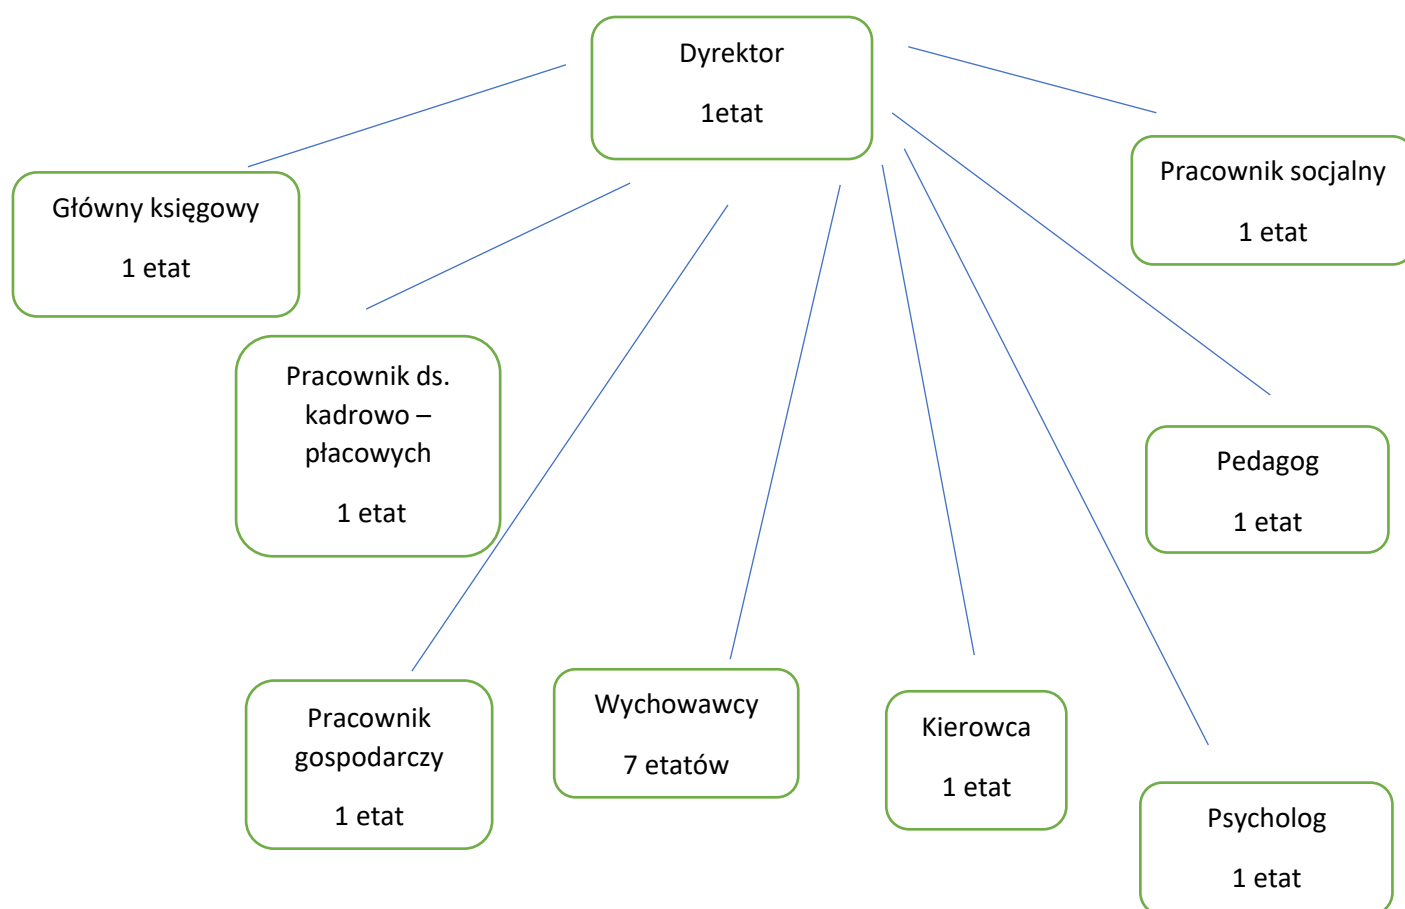 Dyrektor
1etat
Pracownik socjalny
1 etat
Główny księgowy
1 etat
Pracownik ds.
kadrowo –
płacowych
1 etat
Pedagog
1 etat
Pracownik
gospodarczy
1 etat
Wychowawcy
7 etatów
Kierowca
1 etat
Psycholog
1 etat